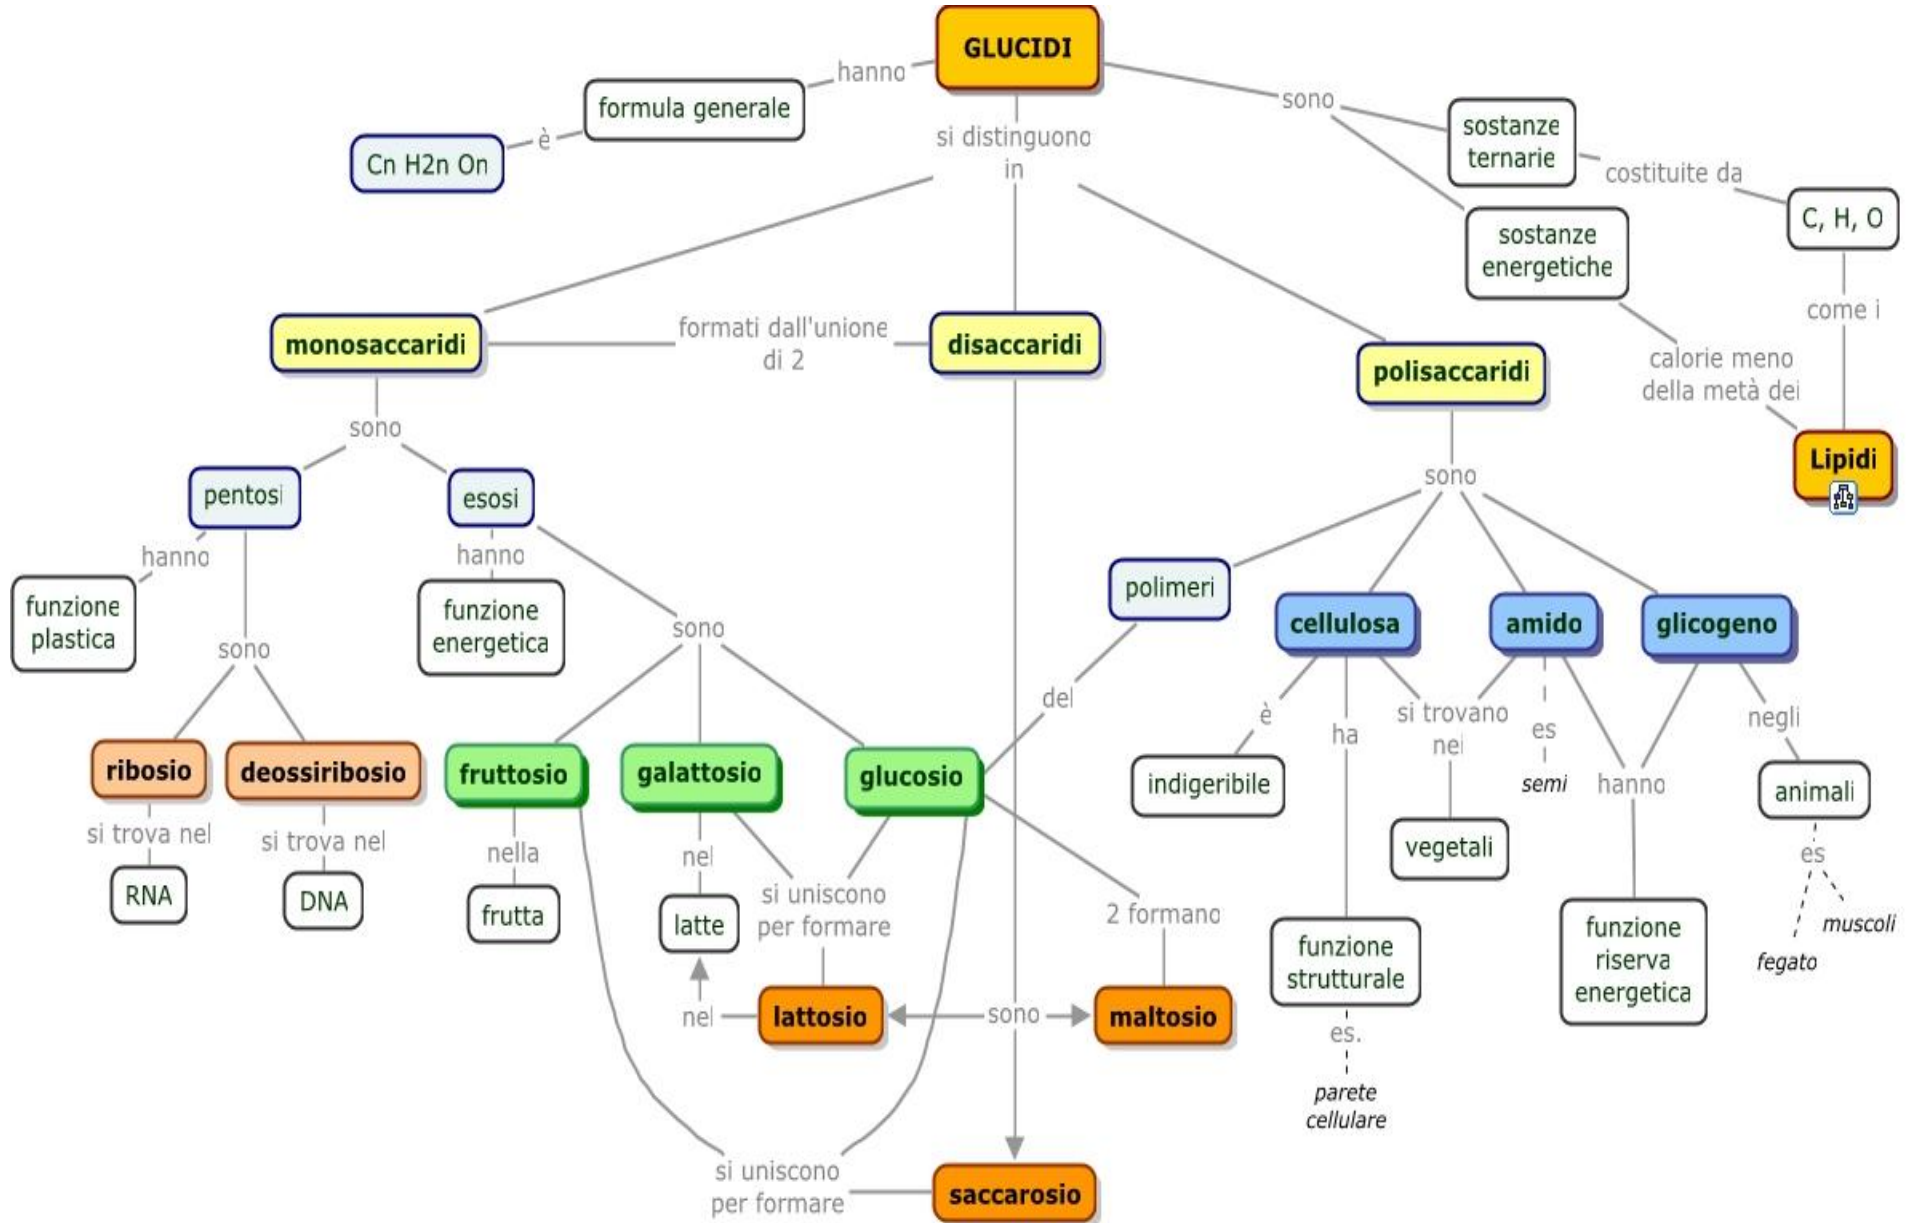 GLUCIDI
hanno
formula generale
è
Cn H2n On
si distinguono
in
sono
sostanze
ternarie
costituite da
C, H, O
sostanze
energetiche
come i
calorie meno
della metà dei
Lipidi
monosaccaridi
formati dall'unione
di 2
disaccaridi
polisaccaridi
sono
pentosi
esosi
hanno
funzione
plastica
hanno
funzione
energetica
sono
sono
ribosio
deossiribosio
fruttosio
galattosio
glucosio
si trova nel
RNA
si trova nel
DNA
nella
frutta
nel
latte
si uniscono
per formare
2 formano
nel
lattosio
sono
maltosio
si uniscono
per formare
saccarosio
sono
polimeri
del
cellulosa
amido
glicogeno
è
indigeribile
ha
funzione
strutturale
es.
parete
cellulare
si trovano
nei
vegetali
es
semi
hanno
funzione
riserva
energetica
negli
animali
es
muscoli
fegato